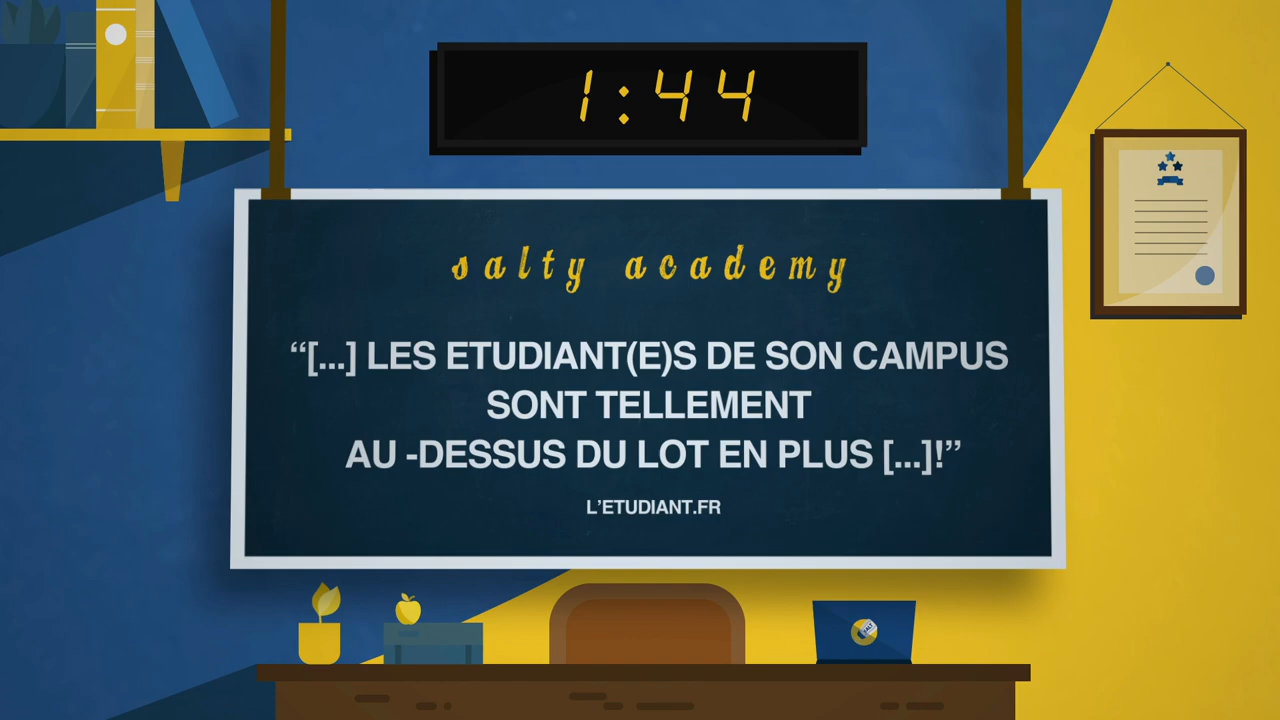 1:44
salty academy
“[...] LES ETUDIANT(E)S DE SON CAMPUS
SONT TELLEMENT
AU -DESSUS DU LOT EN PLUS [...]!”
L’ETUDIANT.FR